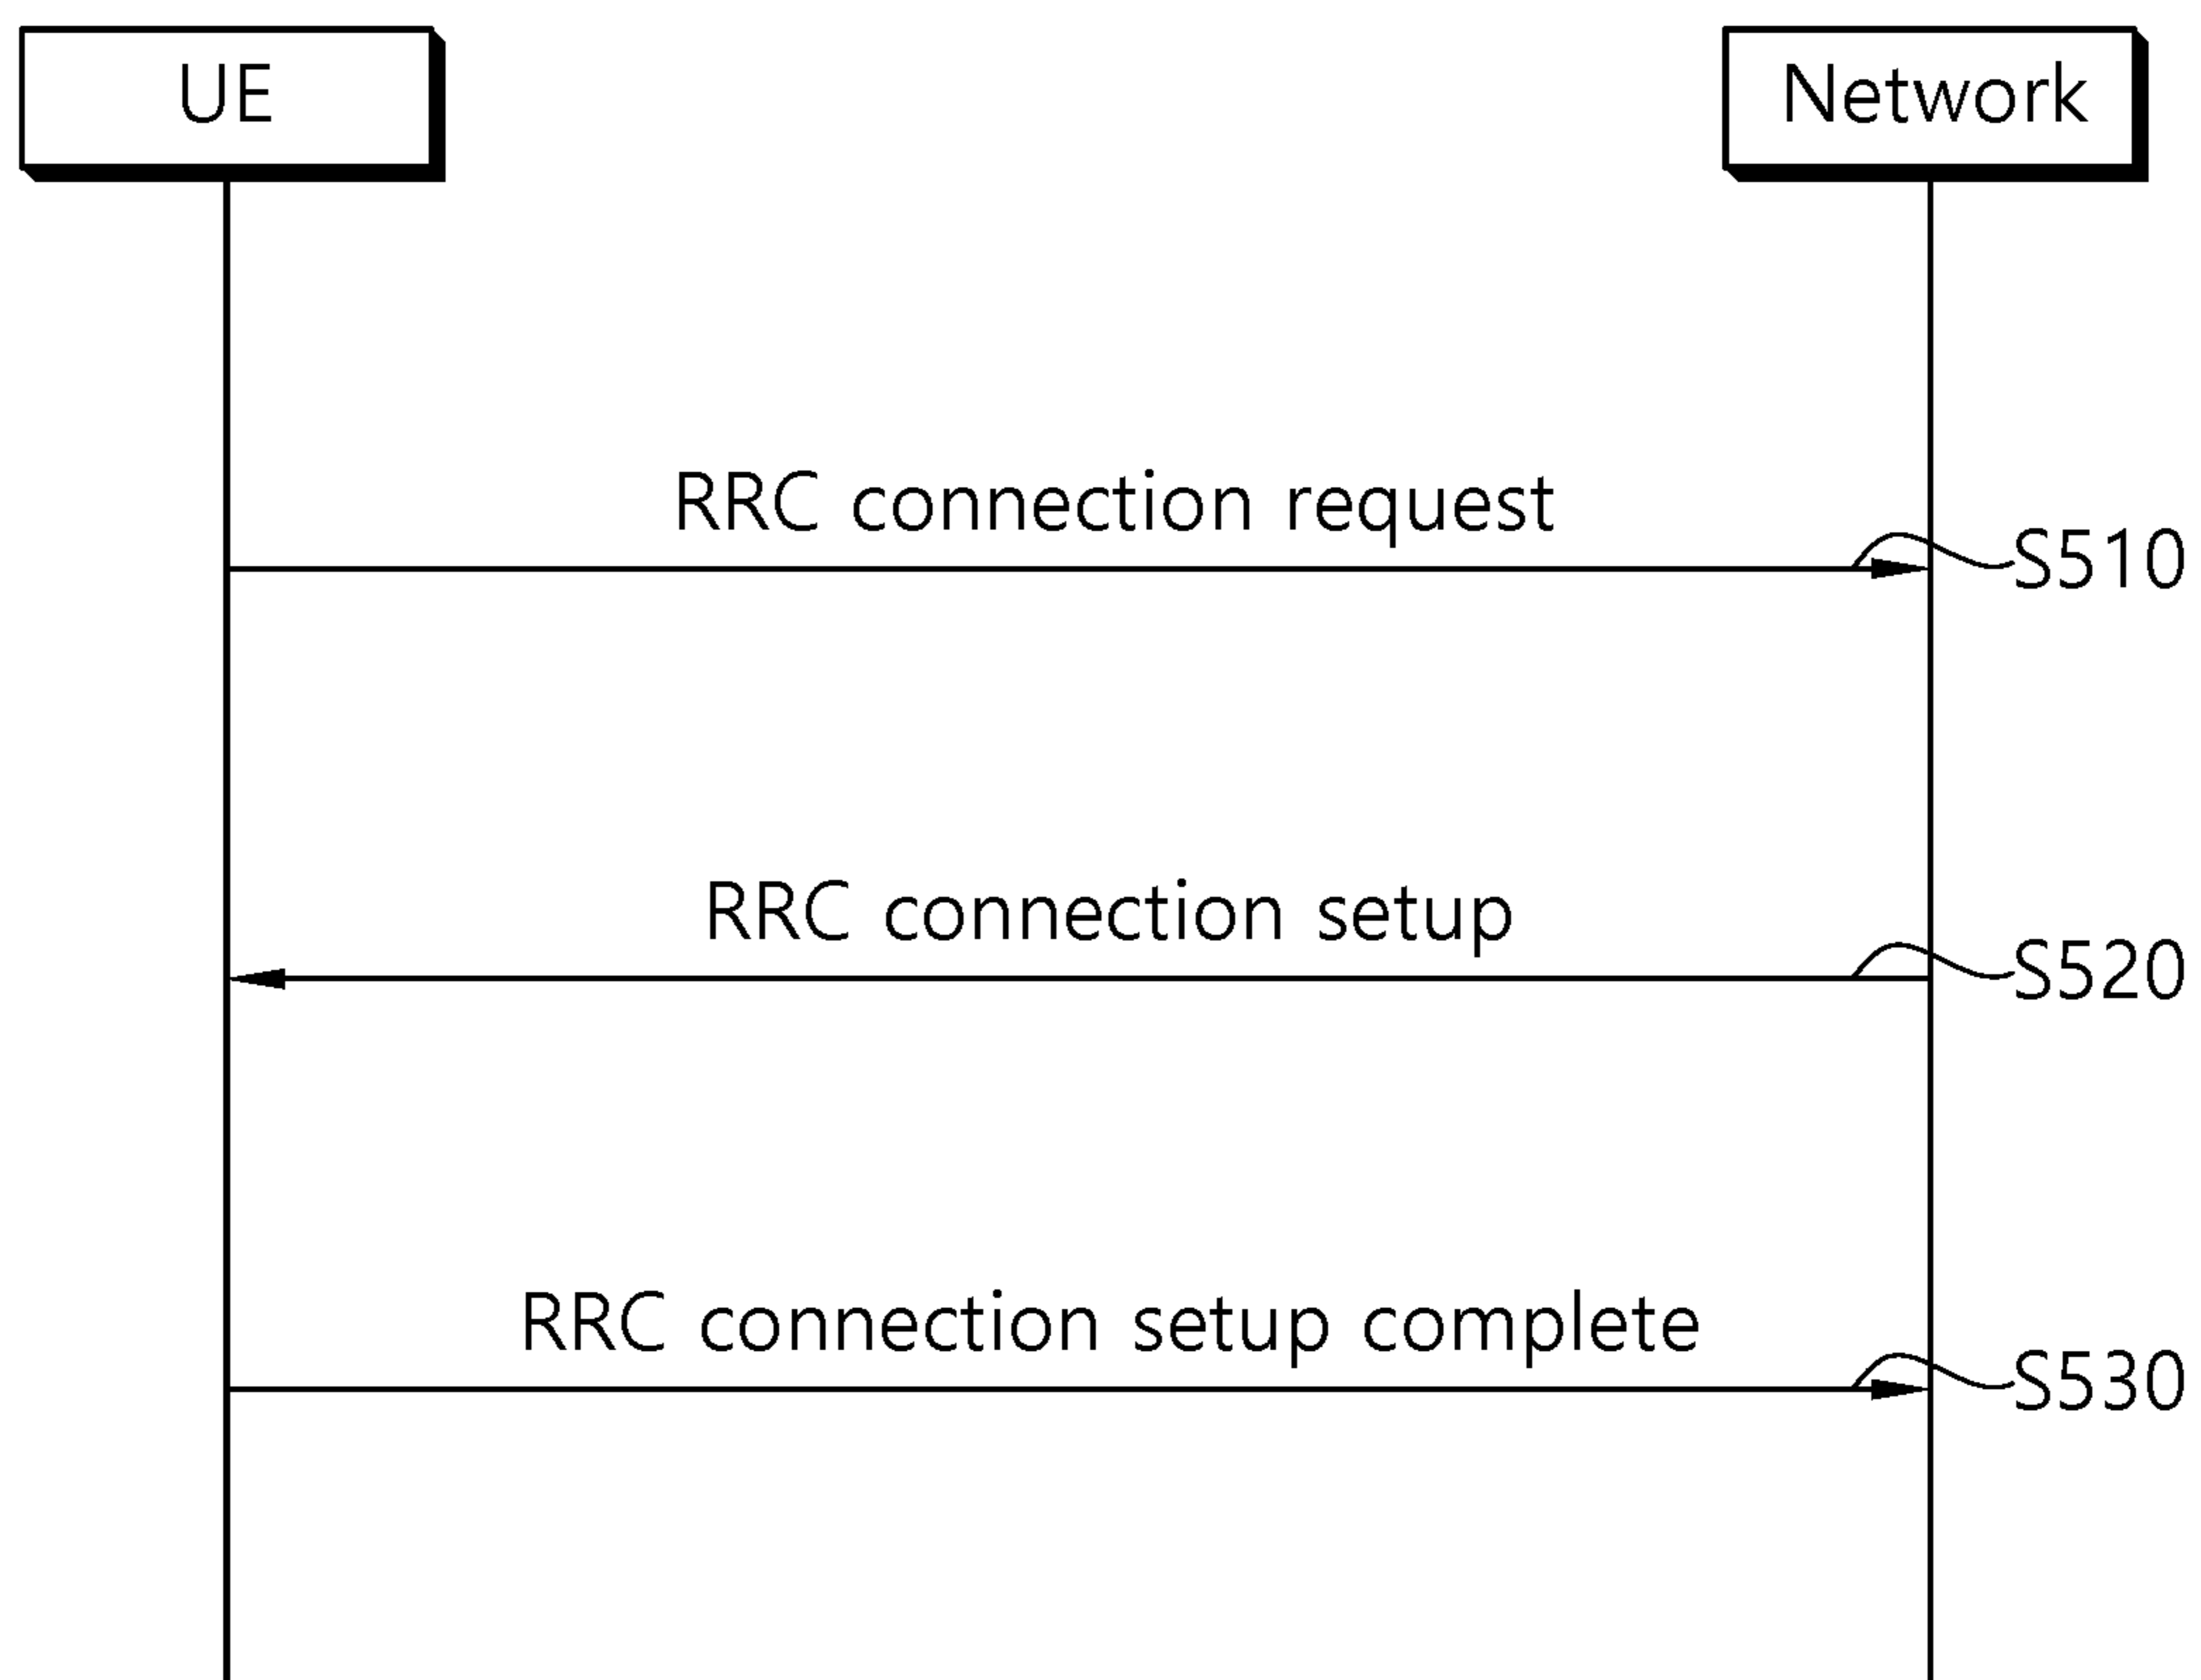 UE
Network
RRC connection request
S510
RRC connection setup
S520
RRC connection setup complete
S530